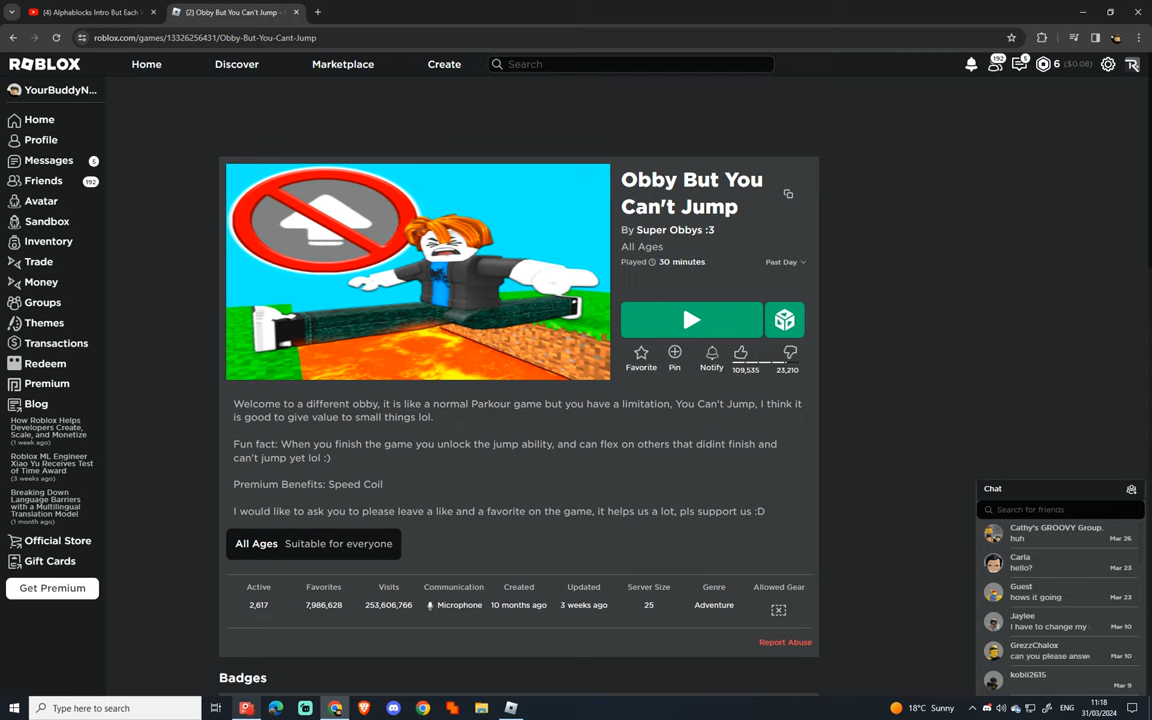 (4) Alphablocks Intro But Each
(2) Obby But You Can't Jump -
roblox.com/games/13326256431/Obby-But-You-Cant-Jump
ROBLOX Home Discover Marketplace Create Search 192 5 6 ($0.08)
YourBuddyN...
Home
Profile
Messages 5
Friends 192
Avatar
Sandbox
Inventory
Trade
Money
Groups
Themes
Transactions
Redeem
Premium
Blog
How Roblox Helps
Developers Create,
Scale, and Monetize
(1 week ago)
Roblox ML Engineer
Xiao Yu Receives Test
of Time Award
(3 weeks ago)
Breaking Down
Language Barriers
with a Multilingual
Translation Model
(1 month ago)
Official Store
Gift Cards
Get Premium
Obby But You
Can't Jump
By Super Obbys :3
All Ages
Played 30 minutes Past Day
Favorite Pin Notify 109,535 23,210
Welcome to a different obby, it is like a normal Parkour game but you have a limitation, You Can't Jump, I think it
is good to give value to small things lol.
Fun fact: When you finish the game you unlock the jump ability, and can flex on others that didint finish and
can't jump yet lol :)
Premium Benefits: Speed Coil
I would like to ask you to please leave a like and a favorite on the game, it helps us a lot, pls support us :D
All Ages Suitable for everyone
Active Favorites Visits Communication Created Updated Server Size Genre Allowed Gear
2,617 7,986,628 253,606,766 Microphone 10 months ago 3 weeks ago 25 Adventure
Report Abuse
Badges
Chat
Search for friends
Cathy's GROOVY Group.
huh Mar 26
Carla
hello? Mar 23
Guest
hows it going Mar 23
Jaylee
I have to change my Mar 10
GrezzChalox
can you please answ Mar 10
kobii2615
Mar 9
Type here to search
18°C Sunny ENG 11:18
31/03/2024